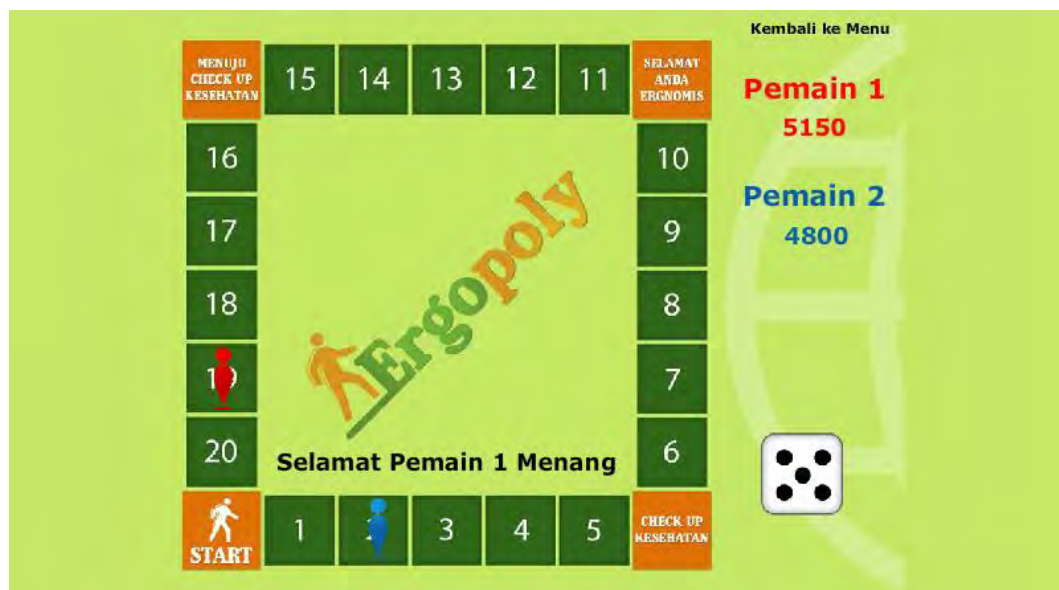 Kembali ke Menu
MENUJU
CHECK UP
KESEHATAN
15
14
13
12
11
SELAMAT
ANDA
ERGNOMIS
Pemain 1
5150
16
10
Pemain 2
4800
17
9
Ergopoly
18
8
19
7
20
Selamat Pemain 1 Menang
6
START
1
2
3
4
5
CHECK UP
KESEHATAN